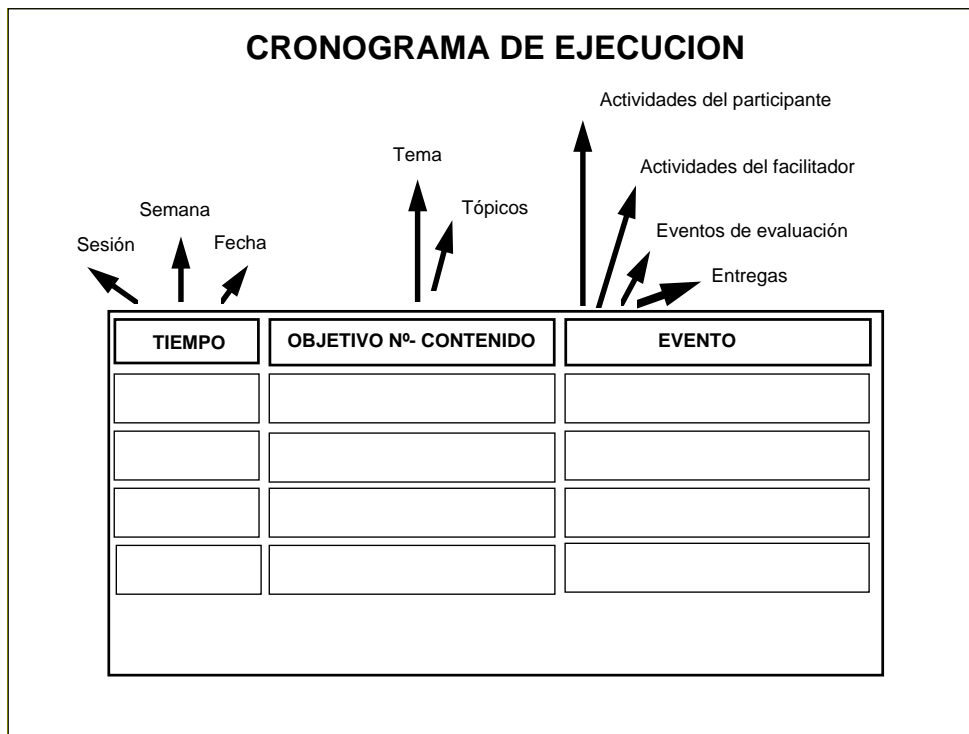 CRONOGRAMA DE EJECUCION
Actividades del participante
Tema
Actividades del facilitador
Semana
Tópicos
Sesión
Fecha
Eventos de evaluación
Entregas
TIEMPO
OBJETIVO Nº- CONTENIDO
EVENTO